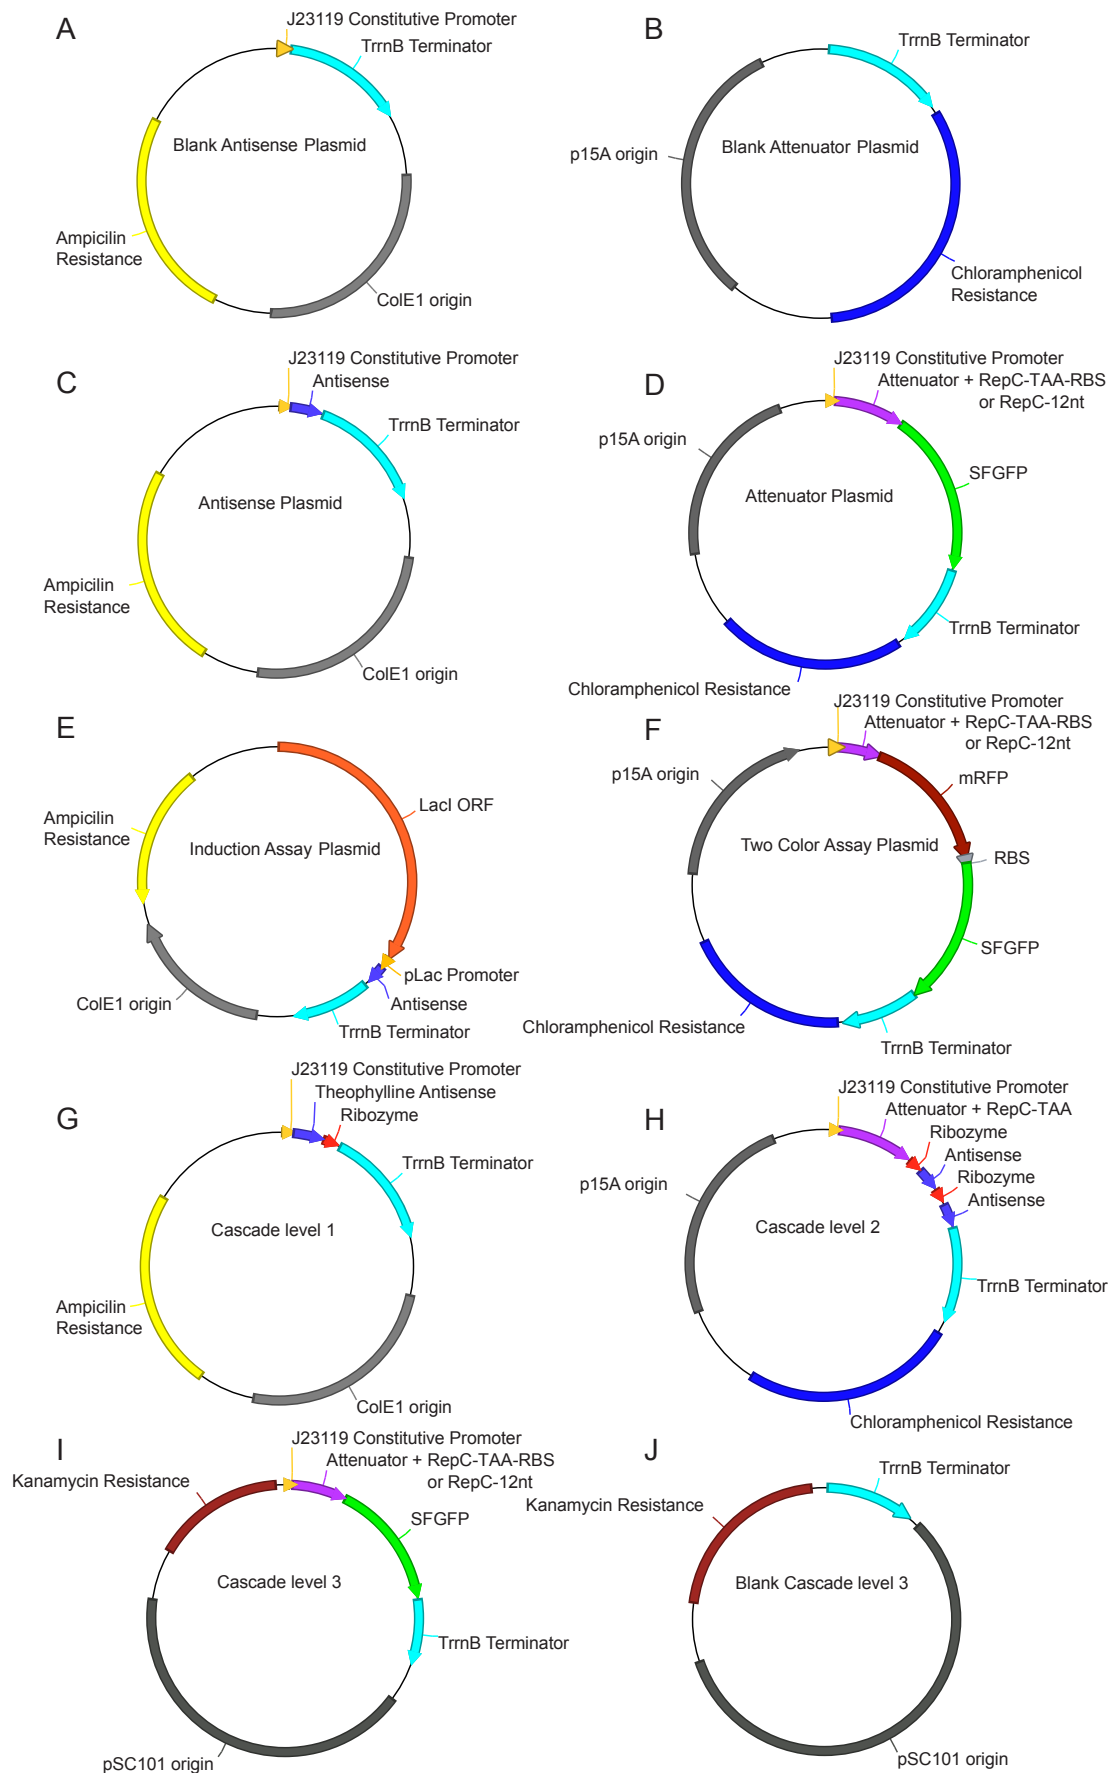 A
J23119 Constitutive Promoter
TrrnB Terminator
Blank Antisense Plasmid
Ampicilin
Resistance
ColE1 origin
B
TrrnB Terminator
p15A origin
Blank Attenuator Plasmid
Chloramphenicol
Resistance
C
J23119 Constitutive Promoter
Antisense
TrrnB Terminator
Antisense Plasmid
Ampicilin
Resistance
ColE1 origin
D
J23119 Constitutive Promoter
Attenuator + RepC-TAA-RBS
or RepC-12nt
p15A origin
SFGFP
Attenuator Plasmid
TrrnB Terminator
Chloramphenicol Resistance
E
LacI ORF
Ampicilin
Resistance
Induction Assay Plasmid
pLac Promoter
Antisense
ColE1 origin
TrrnB Terminator
F
J23119 Constitutive Promoter
Attenuator + RepC-TAA-RBS
or RepC-12nt
p15A origin
mRFP
Two Color Assay Plasmid
RBS
SFGFP
Chloramphenicol Resistance
TrrnB Terminator
G
J23119 Constitutive Promoter
Theophylline Antisense
Ribozyme
TrrnB Terminator
Cascade level 1
Ampicilin
Resistance
ColE1 origin
H
J23119 Constitutive Promoter
Attenuator + RepC-TAA
Ribozyme
Antisense
Ribozyme
Antisense
p15A origin
Cascade level 2
TrrnB Terminator
Chloramphenicol Resistance
I
J23119 Constitutive Promoter
Attenuator + RepC-TAA-RBS
or RepC-12nt
Kanamycin Resistance
SFGFP
Cascade level 3
TrrnB Terminator
pSC101 origin
J
TrrnB Terminator
Kanamycin Resistance
Blank Cascade level 3
pSC101 origin